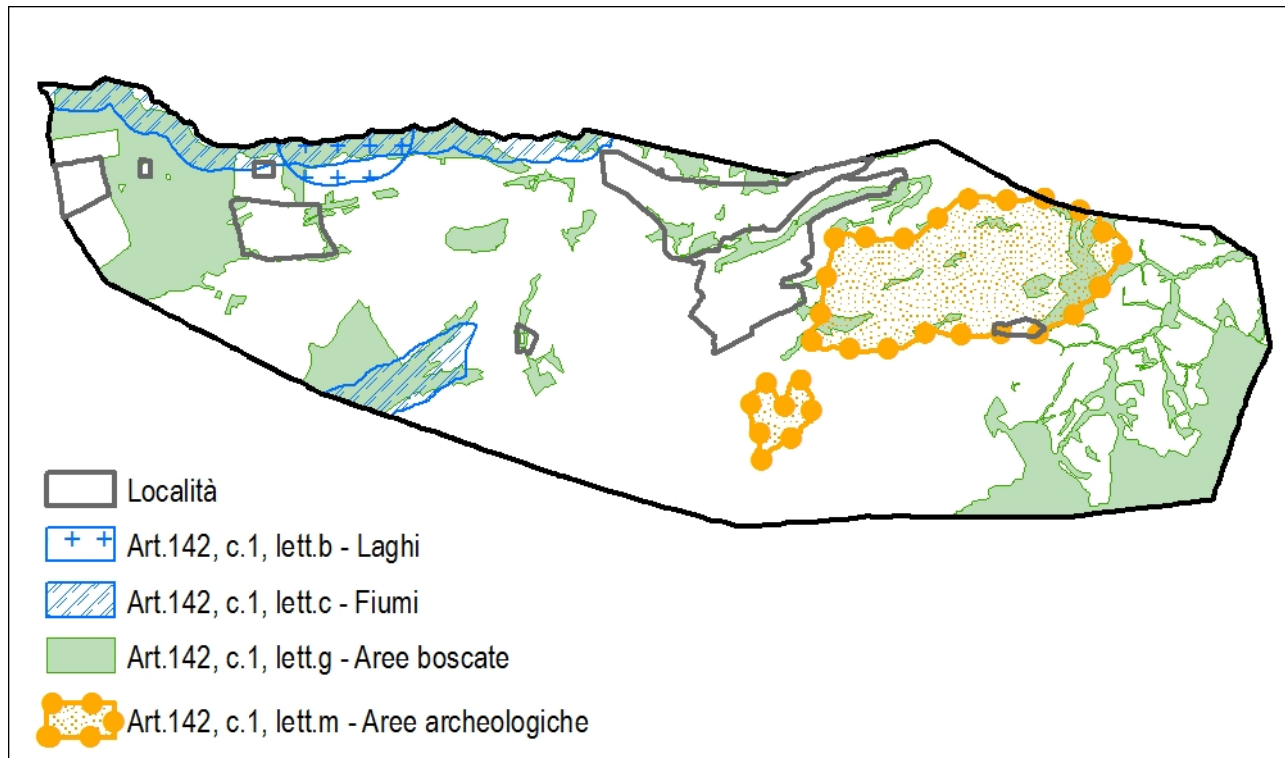 Località
Art.142, c.1, lett.b - Laghi
Art.142, c.1, lett.c - Fiumi
Art.142, c.1, lett.g - Aree boscate
Art.142, c.1, lett.m - Aree archeologiche